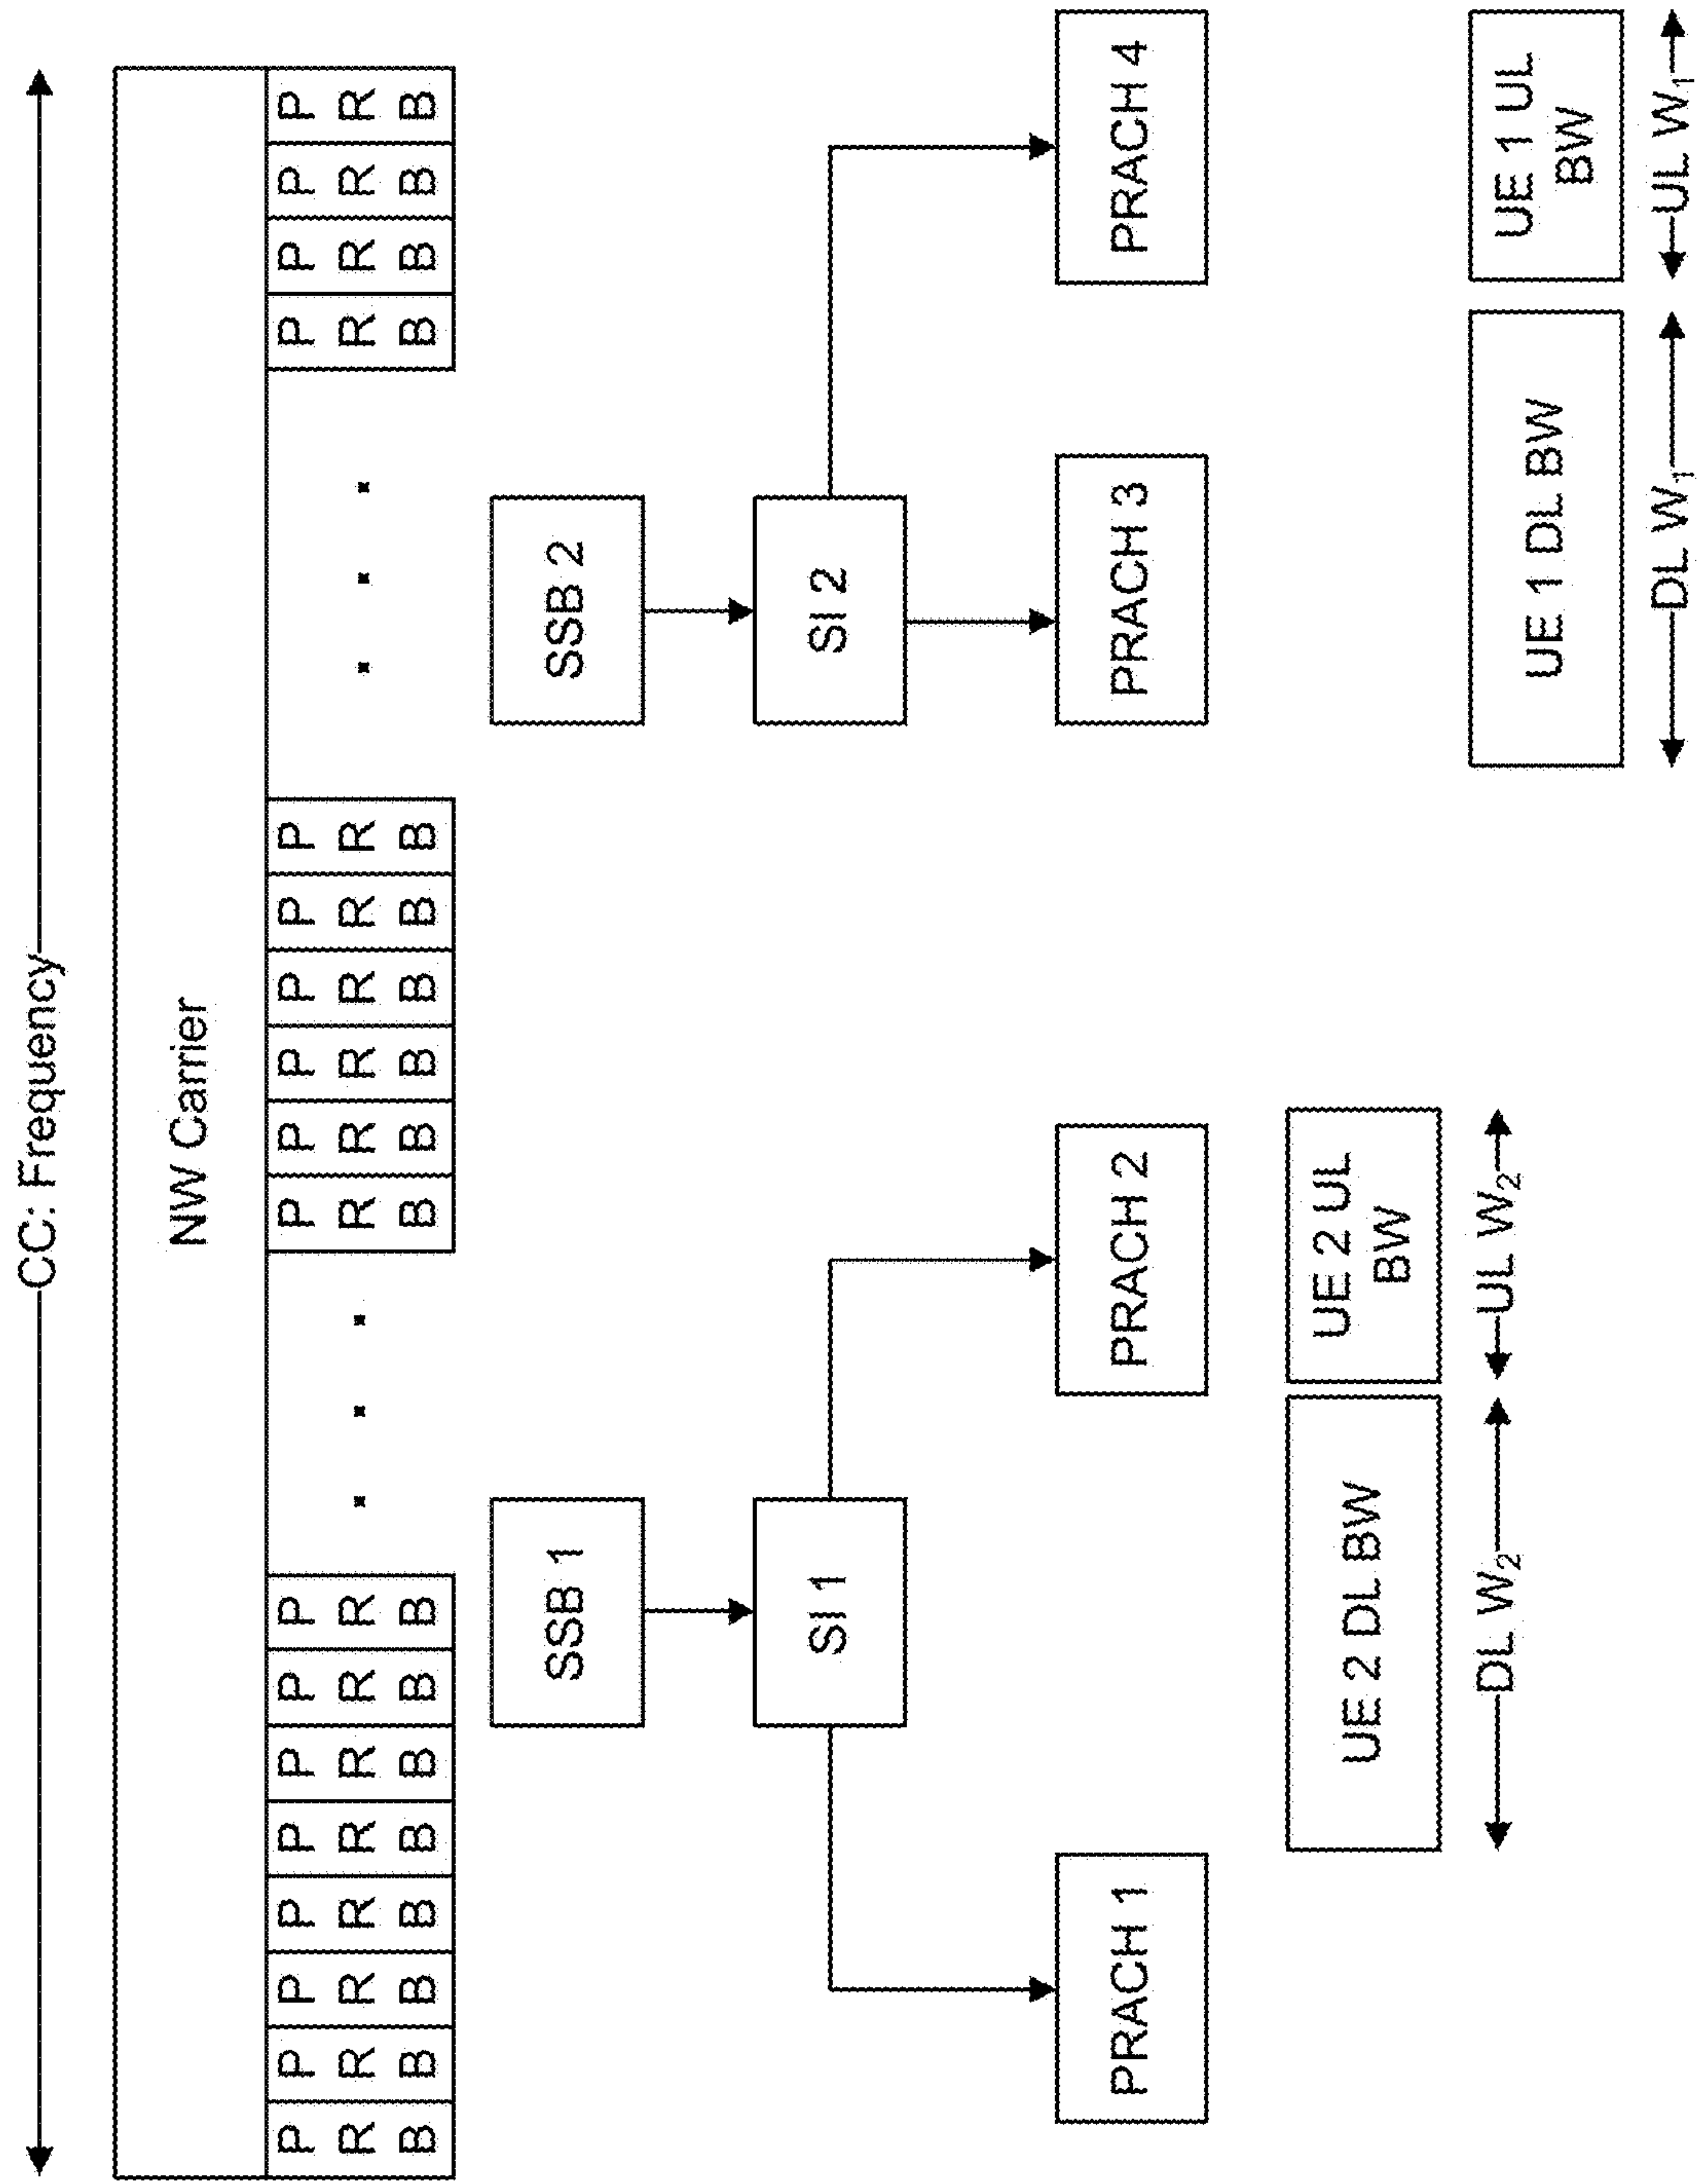 CC: Frequency
NW Carrier
PRB PRB PRB PRB PRB PRB PRB PRB . . . PRB PRB PRB PRB PRB PRB . . . PRB PRB PRB PRB
SSB 1
SSB 2
SI 1
SI 2
PRACH 1
PRACH 2
PRACH 3
PRACH 4
UE 2 DL BW
UE 2 UL
BW
DL W2
UL W2
UE 1 DL BW
UE 1 UL
BW
DL W1
UL W1